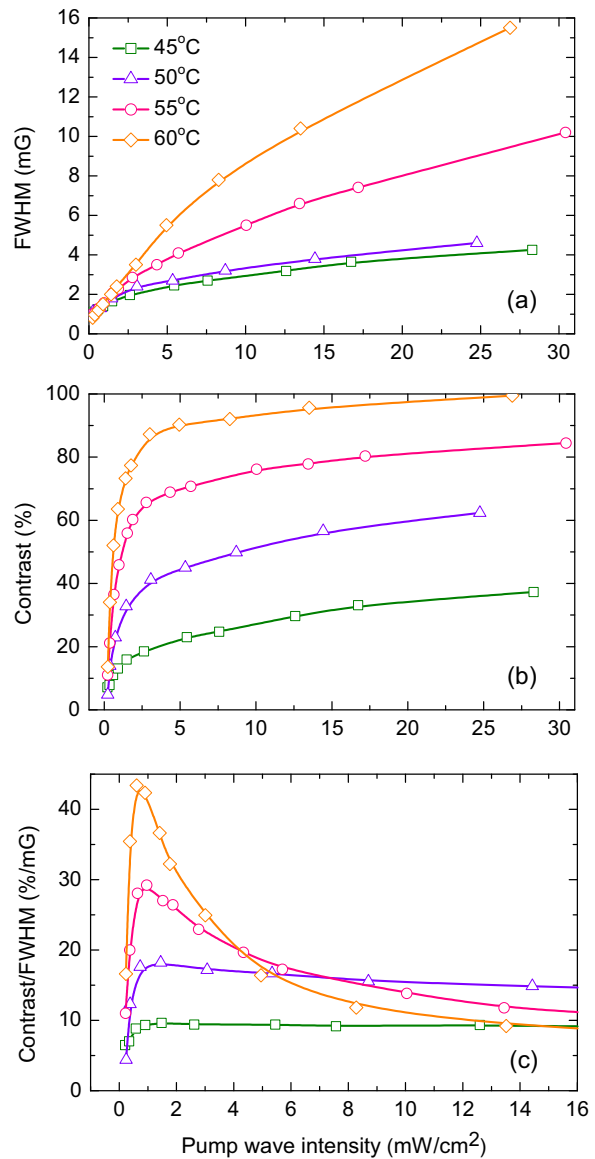 16
14
12
10
8
6
4
2
0
FWHM (mG)
45°C
50°C
55°C
60°C
(a)
0 5 10 15 20 25 30
100
80
60
40
20
0
Contrast (%)
(b)
0 5 10 15 20 25 30
40
30
20
10
0
Contrast/FWHM (%/mG)
(c)
0 2 4 6 8 10 12 14 16
Pump wave intensity (mW/cm²)